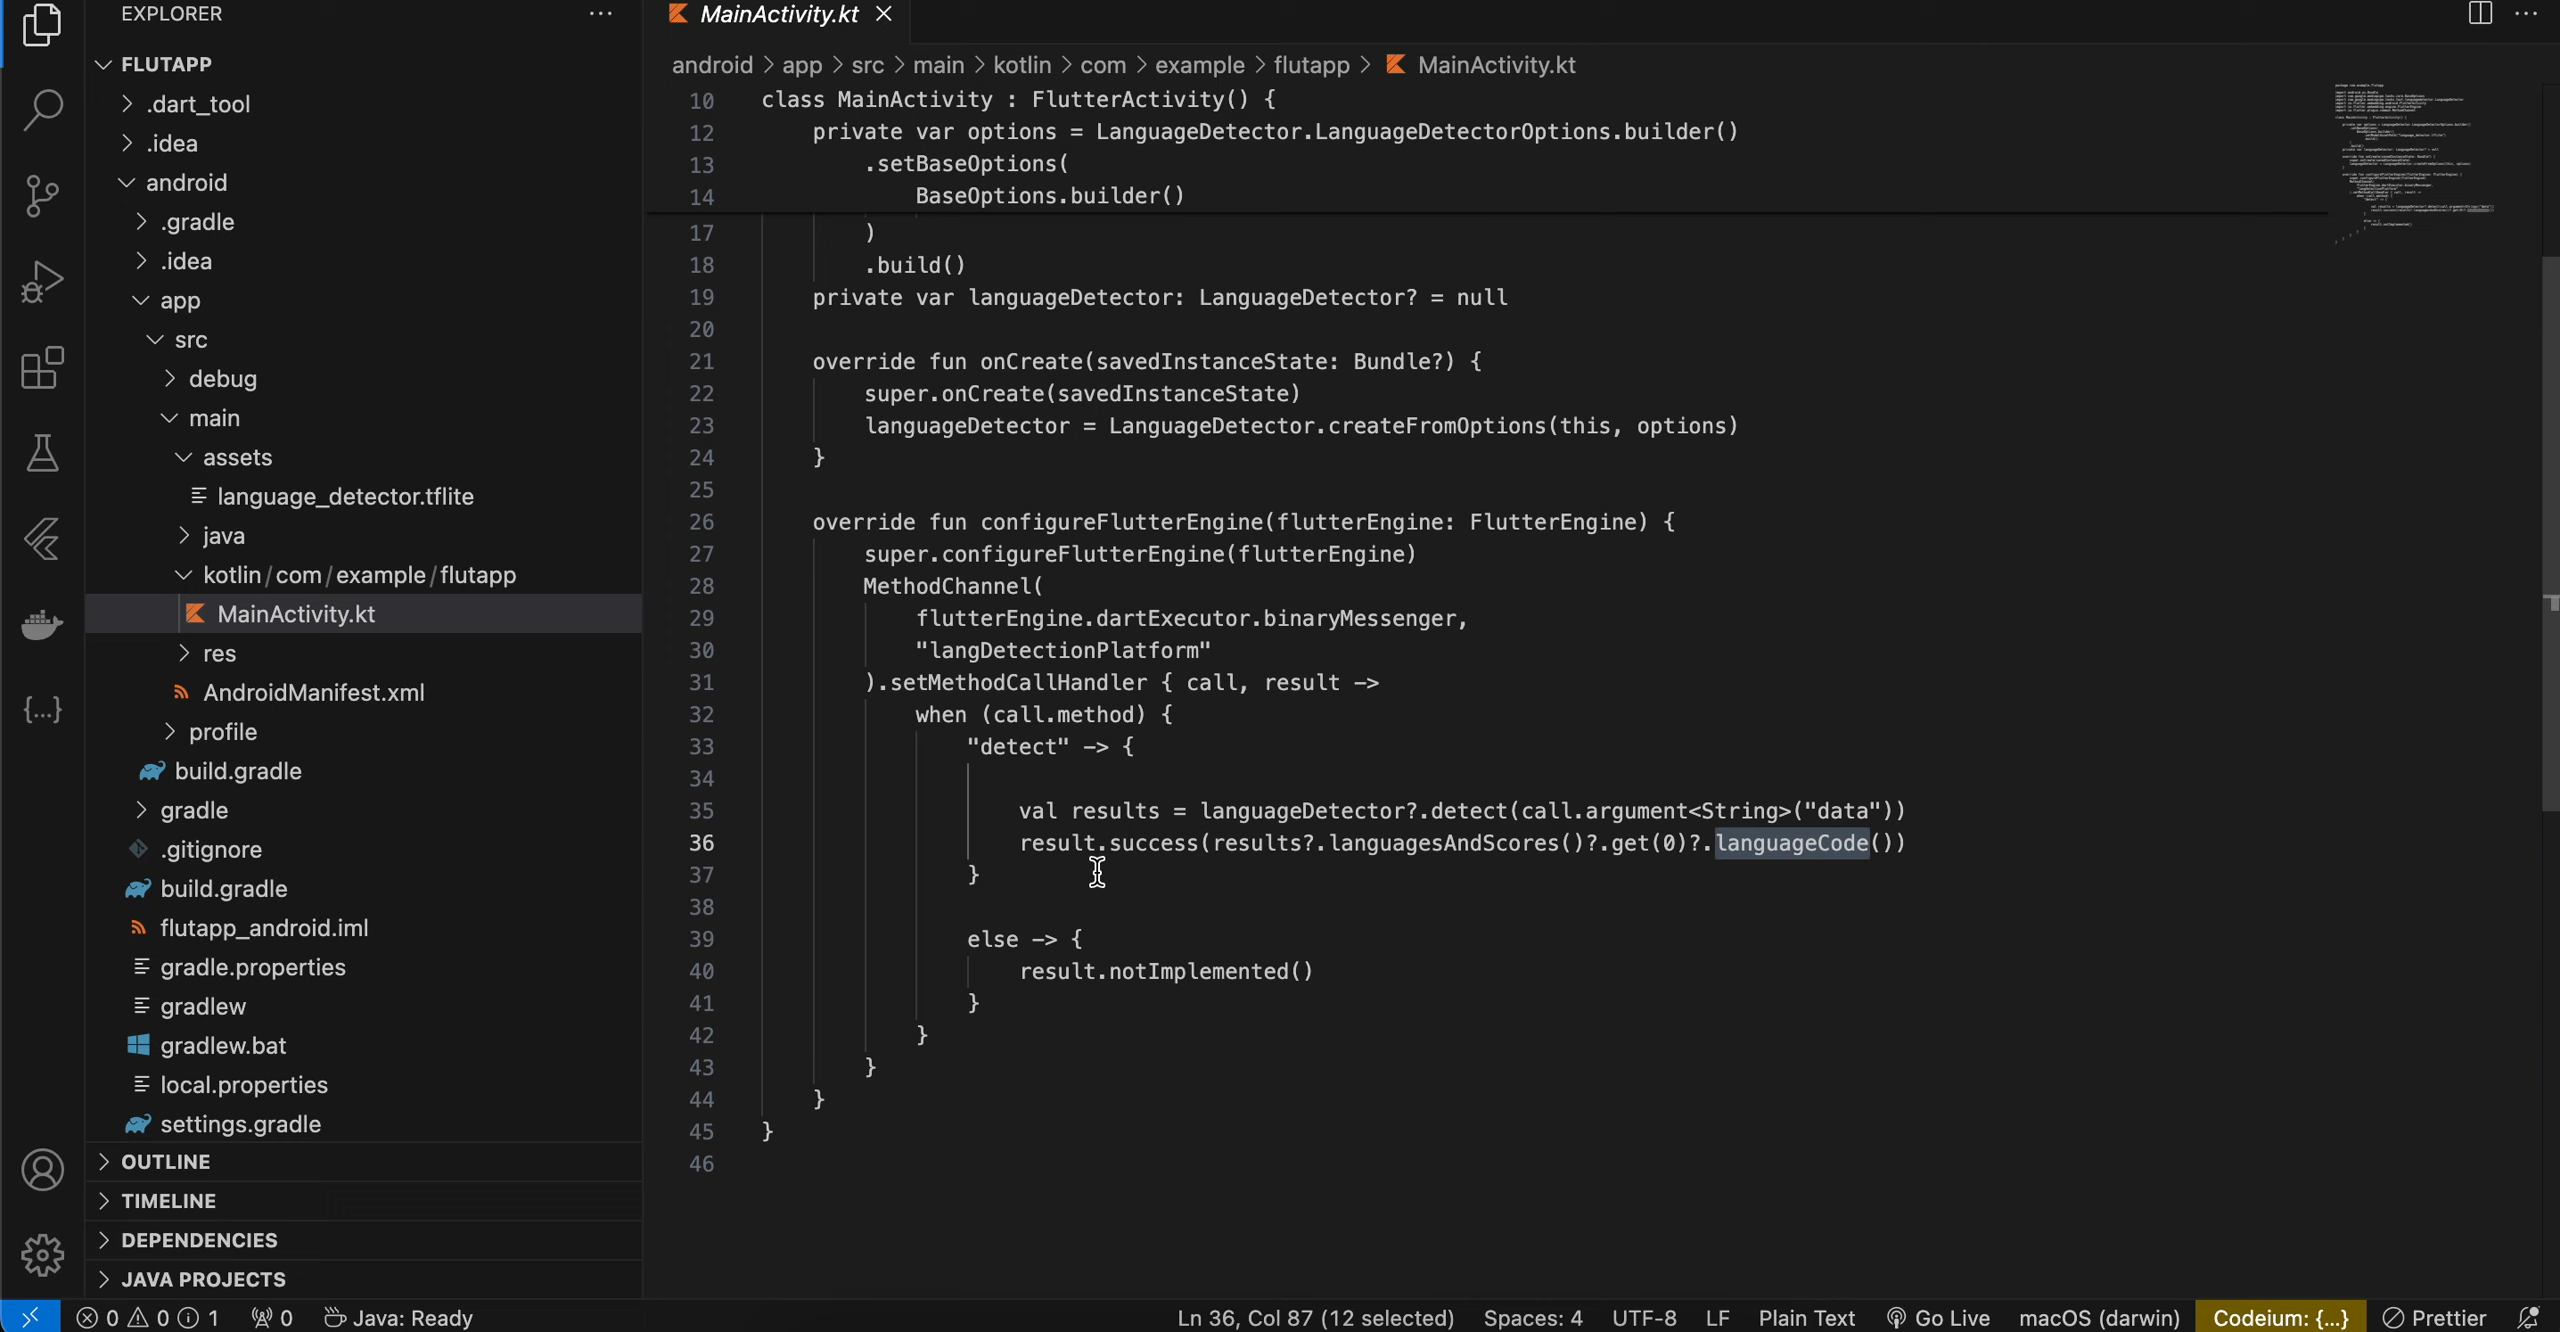 EXPLORER
FLUTAPP
.dart_tool
.idea
android
.gradle
.idea
app
src
debug
main
assets
language_detector.tflite
java
kotlin/com/example/flutapp
MainActivity.kt
res
AndroidManifest.xml
profile
build.gradle
gradle
.gitignore
build.gradle
flutapp_android.iml
gradle.properties
gradlew
gradlew.bat
local.properties
settings.gradle
OUTLINE
TIMELINE
DEPENDENCIES
JAVA PROJECTS
MainActivity.kt
android > app > src > main > kotlin > com > example > flutapp > MainActivity.kt
10 class MainActivity : FlutterActivity() {
12     private var options = LanguageDetector.LanguageDetectorOptions.builder()
13         .setBaseOptions(
14             BaseOptions.builder()
17         )
18         .build()
19     private var languageDetector: LanguageDetector? = null
20
21     override fun onCreate(savedInstanceState: Bundle?) {
22         super.onCreate(savedInstanceState)
23         languageDetector = LanguageDetector.createFromOptions(this, options)
24     }
25
26     override fun configureFlutterEngine(flutterEngine: FlutterEngine) {
27         super.configureFlutterEngine(flutterEngine)
28         MethodChannel(
29             flutterEngine.dartExecutor.binaryMessenger,
30             "langDetectionPlatform"
31         ).setMethodCallHandler { call, result ->
32             when (call.method) {
33                 "detect" -> {
34
35                     val results = languageDetector?.detect(call.argument<String>("data"))
36                     result.success(results?.languagesAndScores()?.get(0)?.languageCode())
37                 }
38
39                 else -> {
40                     result.notImplemented()
41                 }
42             }
43         }
44     }
45 }
46
0 0 1 0 Java: Ready Ln 36, Col 87 (12 selected) Spaces: 4 UTF-8 LF Plain Text Go Live macOS (darwin) Codeium: {...} Prettier